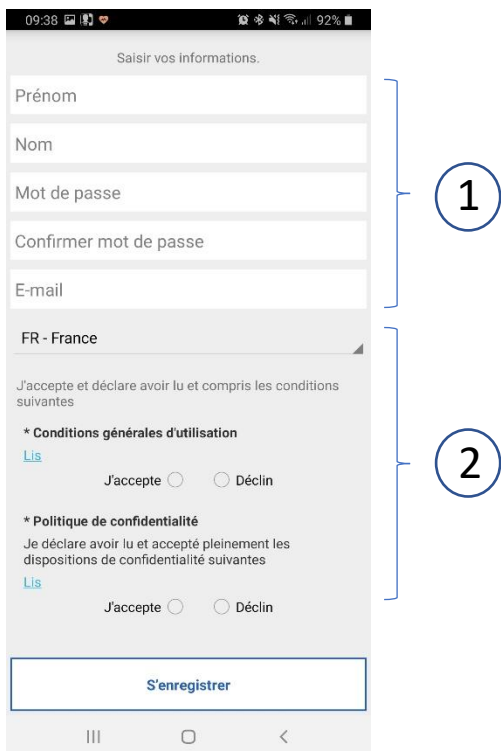 09:38 92%
Saisir vos informations.
Prénom
Nom
Mot de passe
Confirmer mot de passe
E-mail
1
FR - France
J'accepte et déclare avoir lu et compris les conditions
suivantes
* Conditions générales d'utilisation
Lis
J'accepte Déclin
2
* Politique de confidentialité
Je déclare avoir lu et accepté pleinement les
dispositions de confidentialité suivantes
Lis
J'accepte Déclin
S'enregistrer